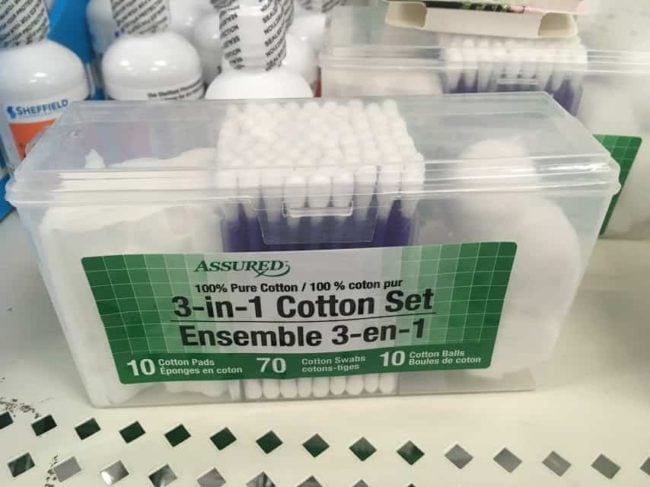 SHEFFIELD
ASSURED
100% Pure Cotton / 100 % coton pur
3-in-1 Cotton Set
Ensemble 3-en-1
10 Cotton Pads
Éponges en coton
70 Cotton Swabs
cotons-tiges
10 Cotton Balls
Boules de coton